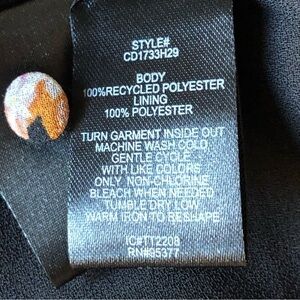 STYLE#
CD1733H29
BODY
100%RECYCLED POLYESTER
LINING
100% POLYESTER
TURN GARMENT INSIDE OUT
MACHINE WASH COLD
GENTLE CYCLE
WITH LIKE COLORS
ONLY NON-CHLORINE
BLEACH WHEN NEEDED
TUMBLE DRY LOW
WARM IRON TO RESHAPE
IC#TT2208
RN#95377